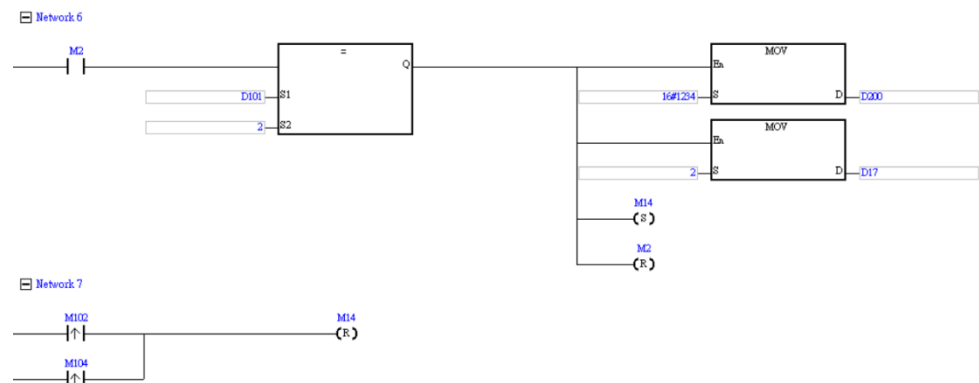 Network 6
M2
=
Q
D101 S1
2 S2
MOV
En
16#1234 S D D200
MOV
En
2 S D D17
M14
(S)
M2
(R)
Network 7
M102 M14
(R)
M104